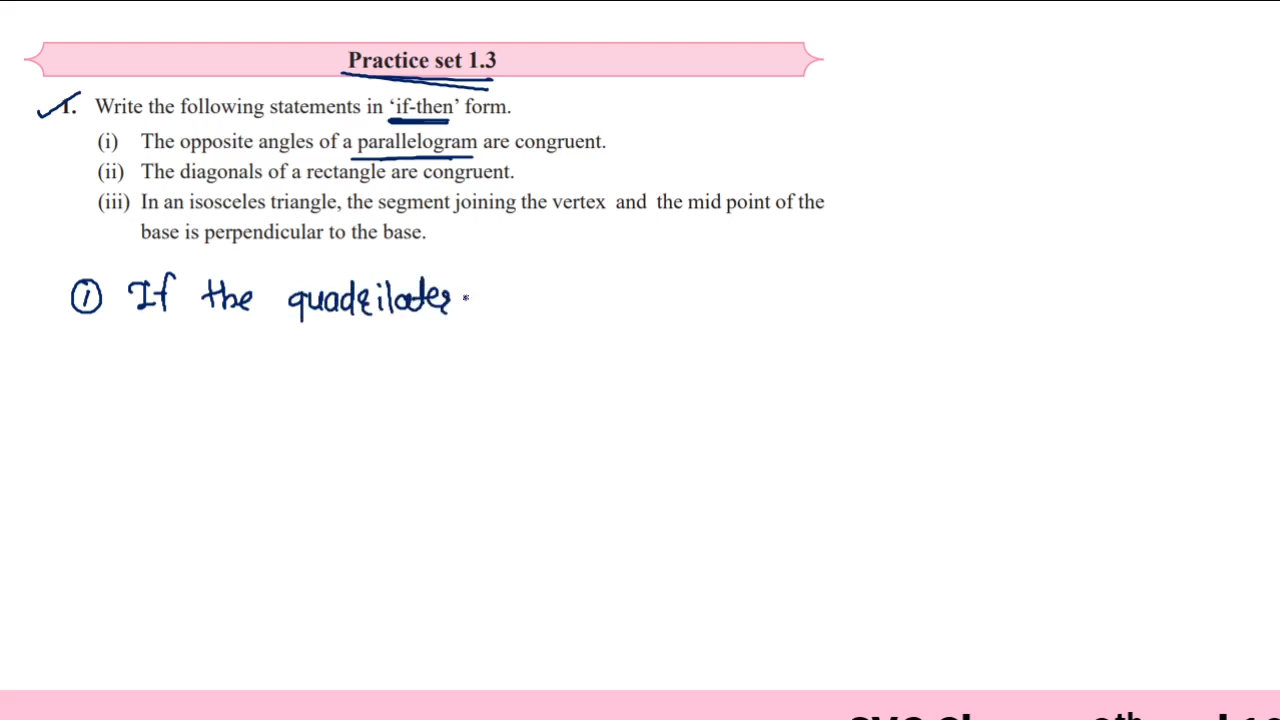 Practice set 1.3
1. Write the following statements in ‘if-then’ form.
(i) The opposite angles of a parallelogram are congruent.
(ii) The diagonals of a rectangle are congruent.
(iii) In an isosceles triangle, the segment joining the vertex and the mid point of the
base is perpendicular to the base.
① If the quadrilater